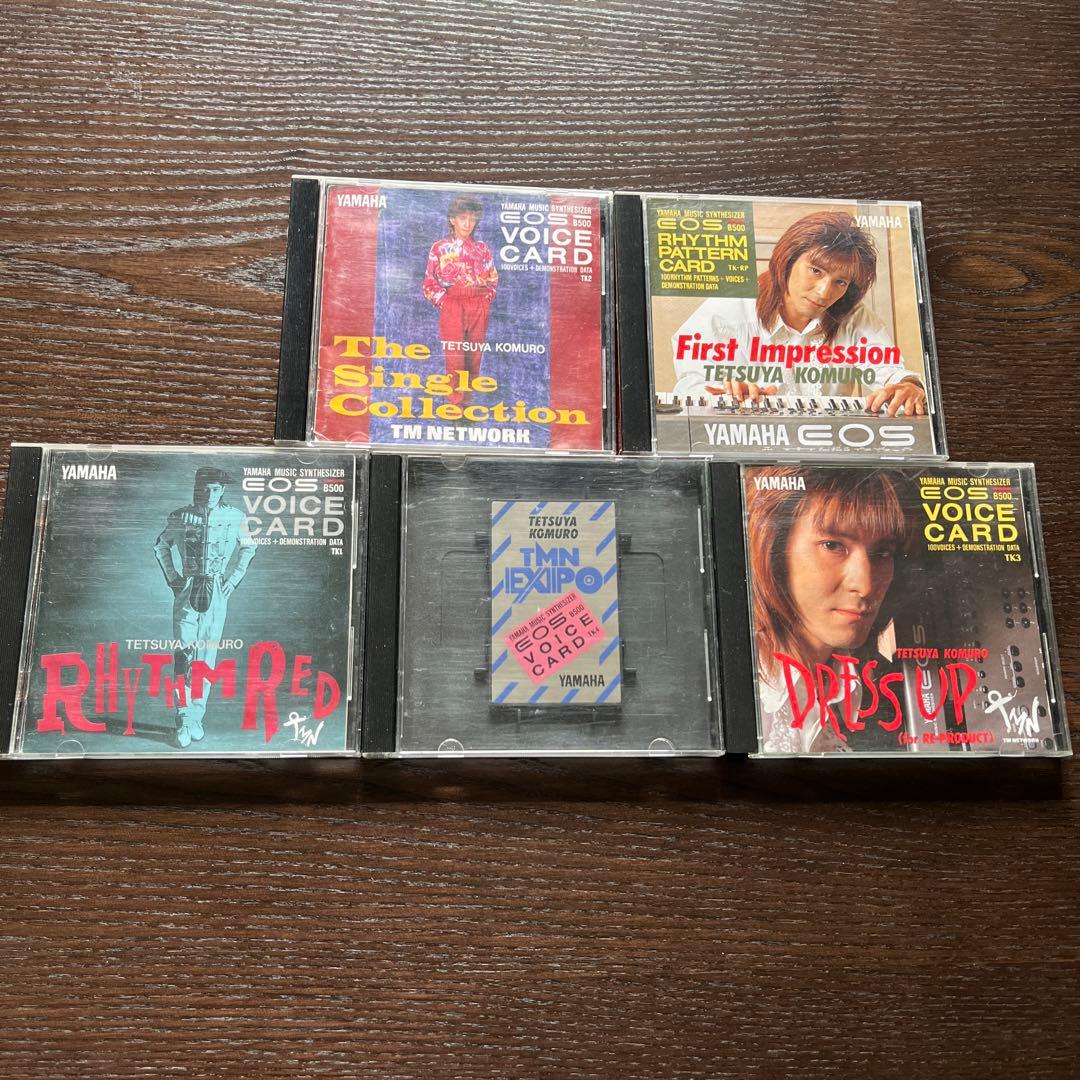 YAMAHA
YAMAHA MUSIC SYNTHESIZER
EOS B500
VOICE
CARD
100VOICES+DEMONSTRATION DATA
TK2
TETSUYA KOMURO
The
Single
Collection
TM NETWORK
YAMAHA MUSIC SYNTHESIZER
EOS B500
RHYTHM
PATTERN
CARD TK-RP
100RHYTHM PATTERNS+VOICES+
DEMONSTRATION DATA
YAMAHA
First Impression
TETSUYA KOMURO
YAMAHA EOS
YAMAHA
YAMAHA MUSIC SYNTHESIZER
EOS B500
VOICE
CARD
100VOICES+DEMONSTRATION DATA
TK1
TETSUYA KOMURO
RHYTHM RED
TMN
TETSUYA
KOMURO
TMN
EXPO
YAMAHA MUSIC SYNTHESIZER
EOS B500
VOICE
CARD TK4
YAMAHA
YAMAHA
YAMAHA MUSIC SYNTHESIZER
EOS B500
VOICE
CARD
100VOICES+DEMONSTRATION DATA
TK3
TETSUYA KOMURO
DRESS UP
(for RE-PRODUCT)
TMN
TM NETWORK
YAMAHA EOS